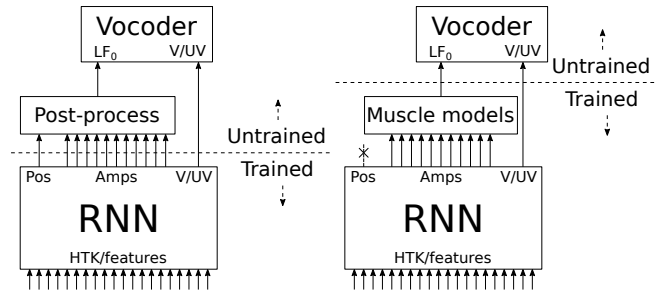 Vocoder
LF0 V/UV
Post-process
Untrained
Trained
Pos Amps V/UV
RNN
HTK/features
Vocoder
LF0 V/UV
Untrained
Trained
Muscle models
Pos Amps V/UV
RNN
HTK/features